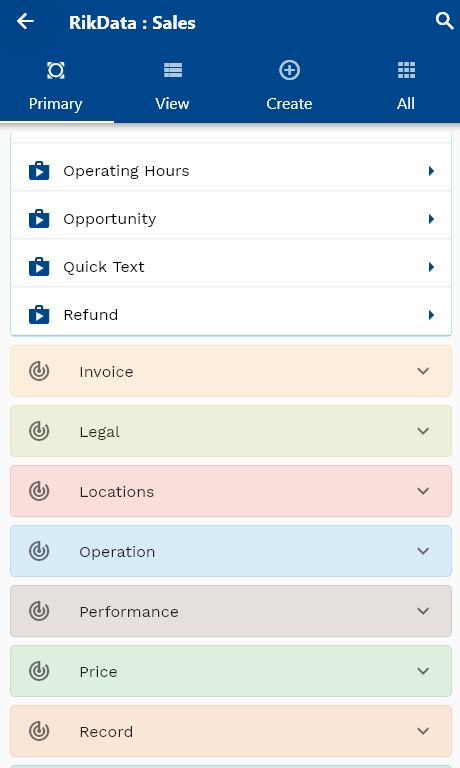 RikData : Sales
Primary
View
Create
All
Operating Hours
Opportunity
Quick Text
Refund
Invoice
Legal
Locations
Operation
Performance
Price
Record